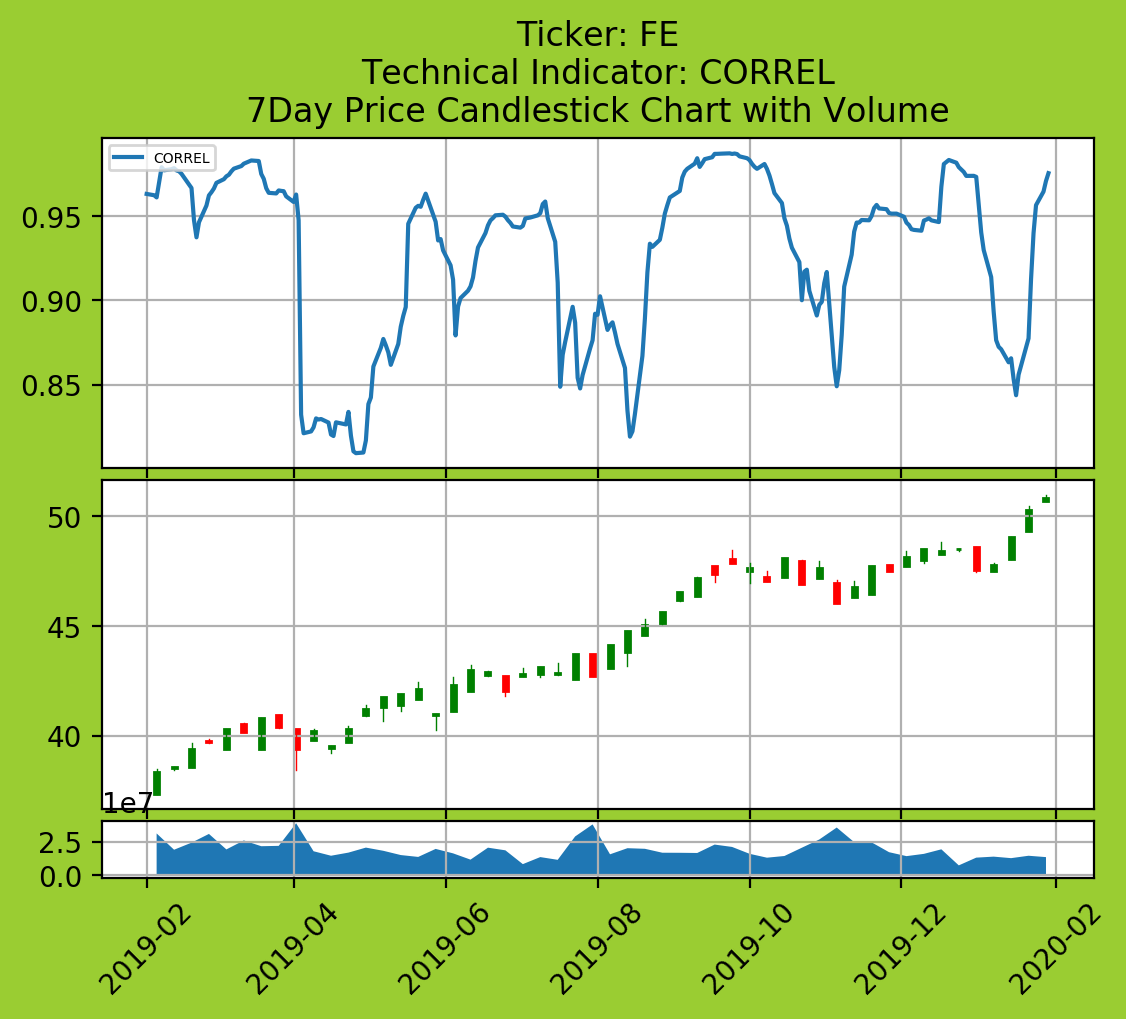 Ticker: FE
Technical Indicator: CORREL
7Day Price Candlestick Chart with Volume
CORREL
0.95
0.90
0.85
50
45
40
1e7
2.5
0.0
2019-02 2019-04 2019-06 2019-08 2019-10 2019-12 2020-02